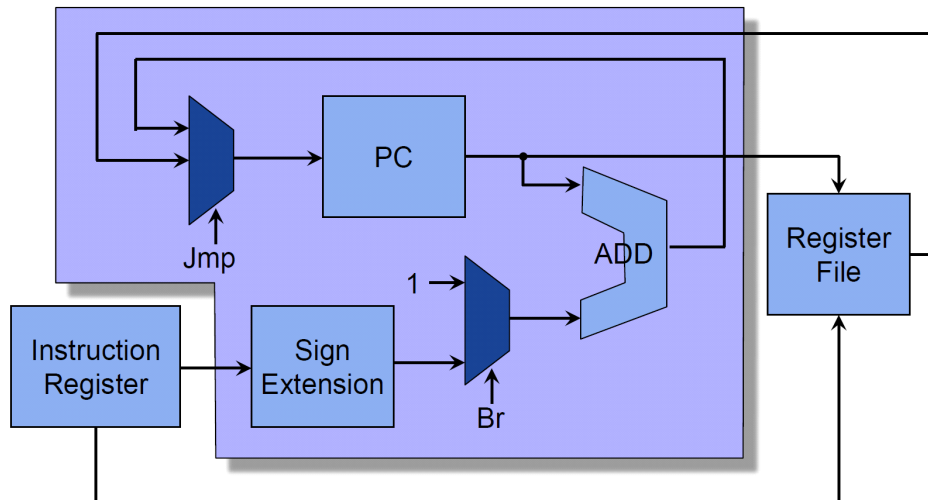 PC
Jmp
ADD
Register
File
1
Instruction
Register
Sign
Extension
Br